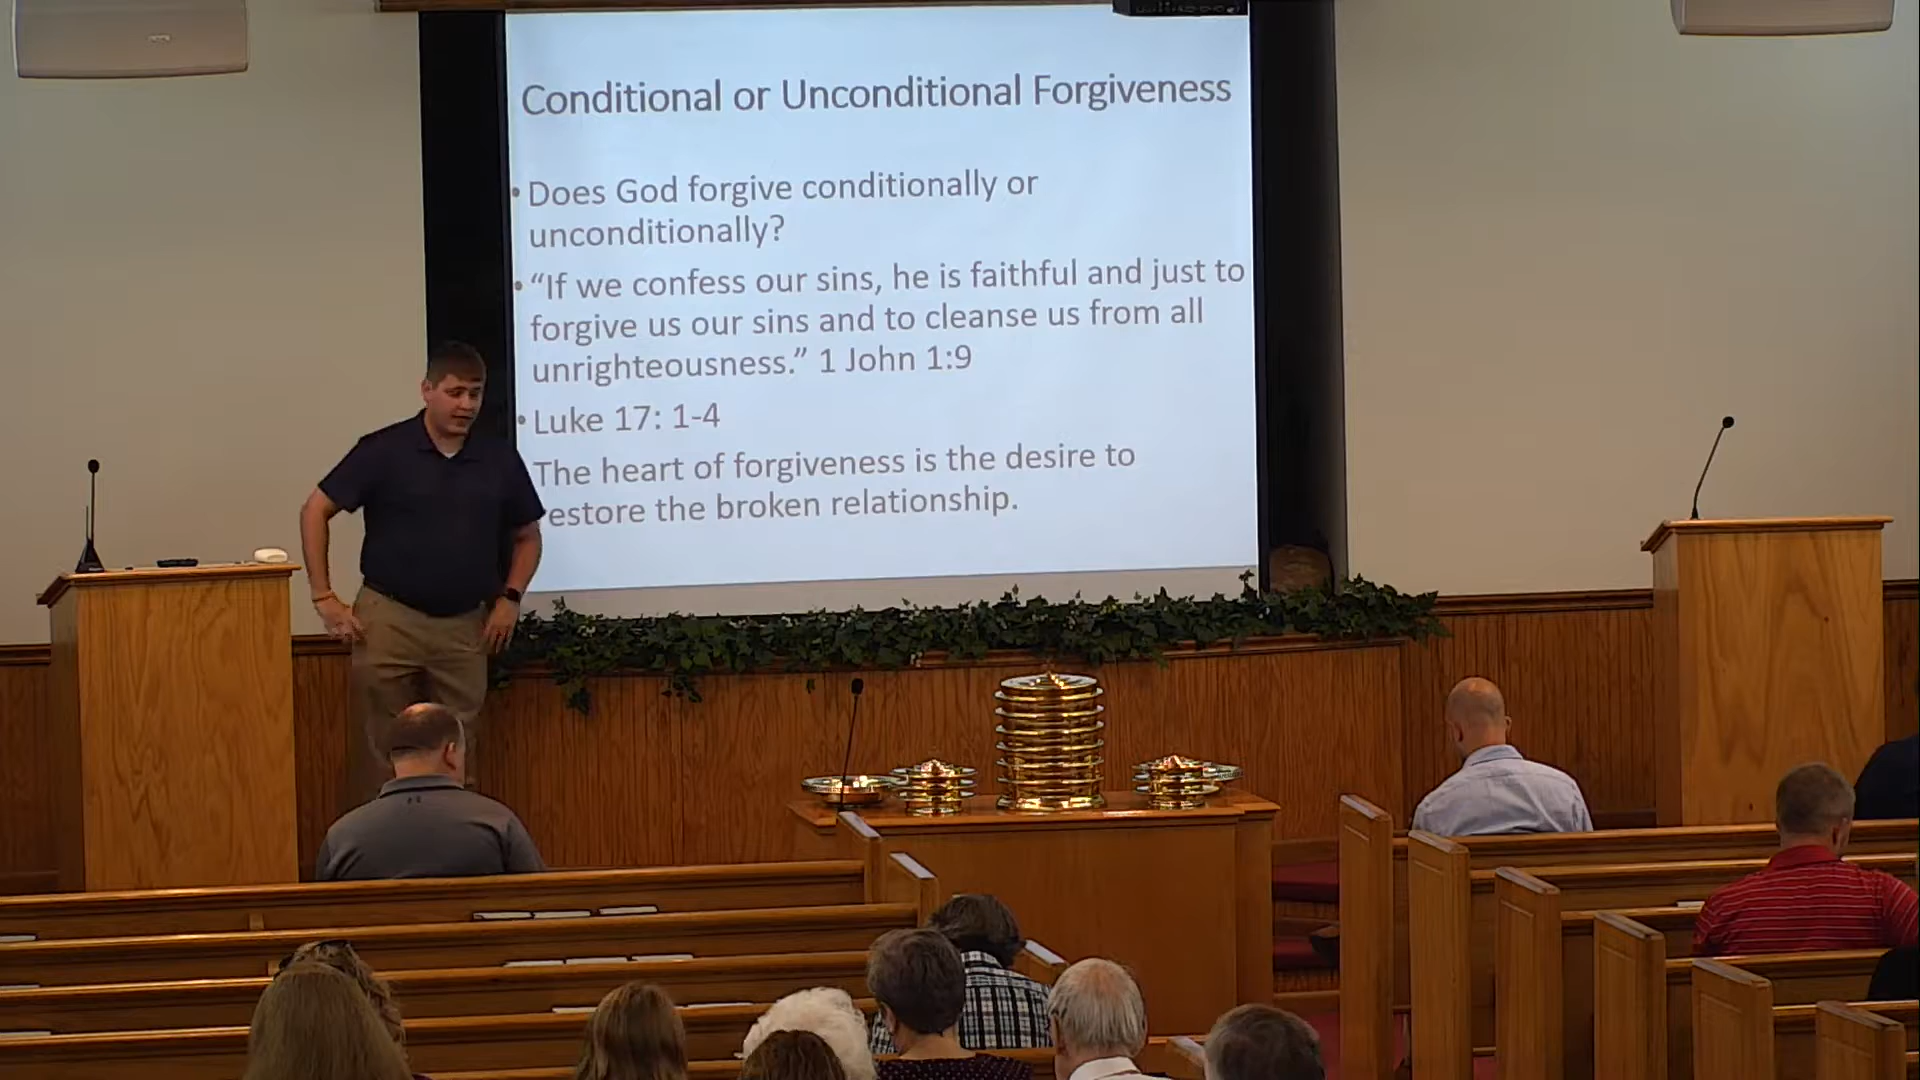 Conditional or Unconditional Forgiveness
• Does God forgive conditionally or
unconditionally?
• “If we confess our sins, he is faithful and just to
forgive us our sins and to cleanse us from all
unrighteousness.” 1 John 1:9
• Luke 17: 1-4
The heart of forgiveness is the desire to
estore the broken relationship.